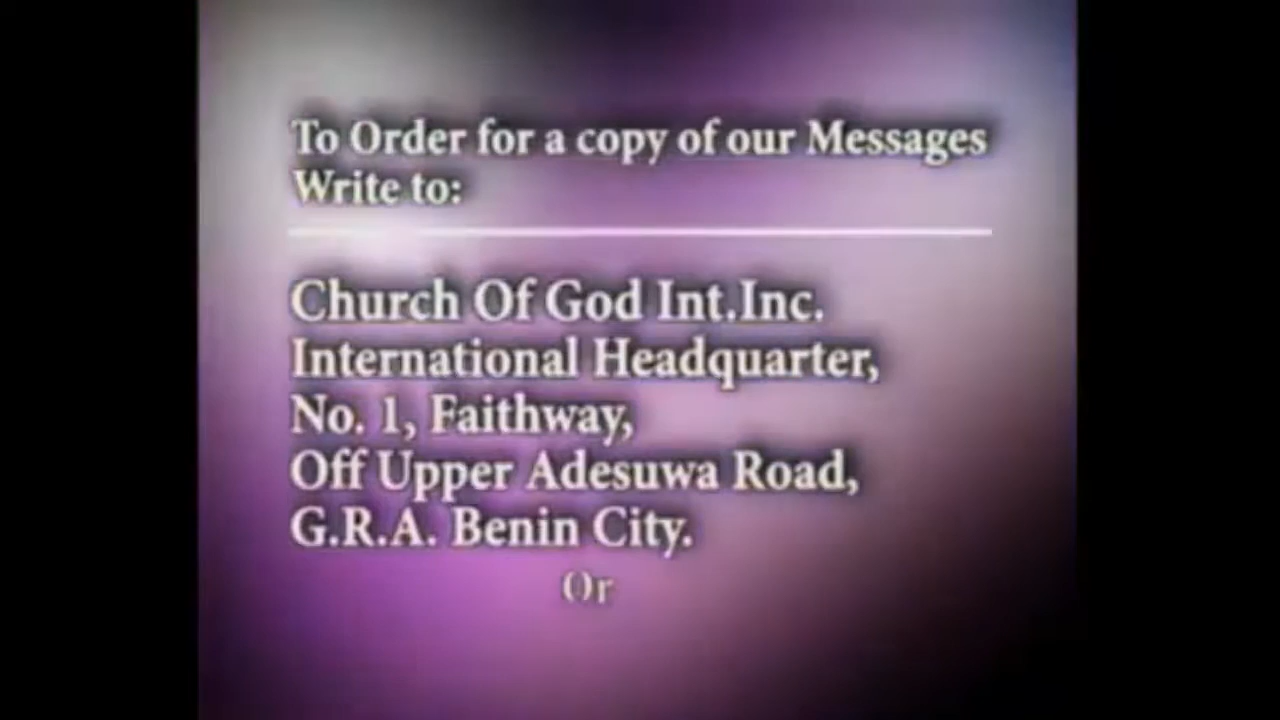 To Order for a copy of our Messages
Write to:
Church Of God Int.Inc.
International Headquarter,
No. 1, Faithway,
Off Upper Adesuwa Road,
G.R.A. Benin City.
Or